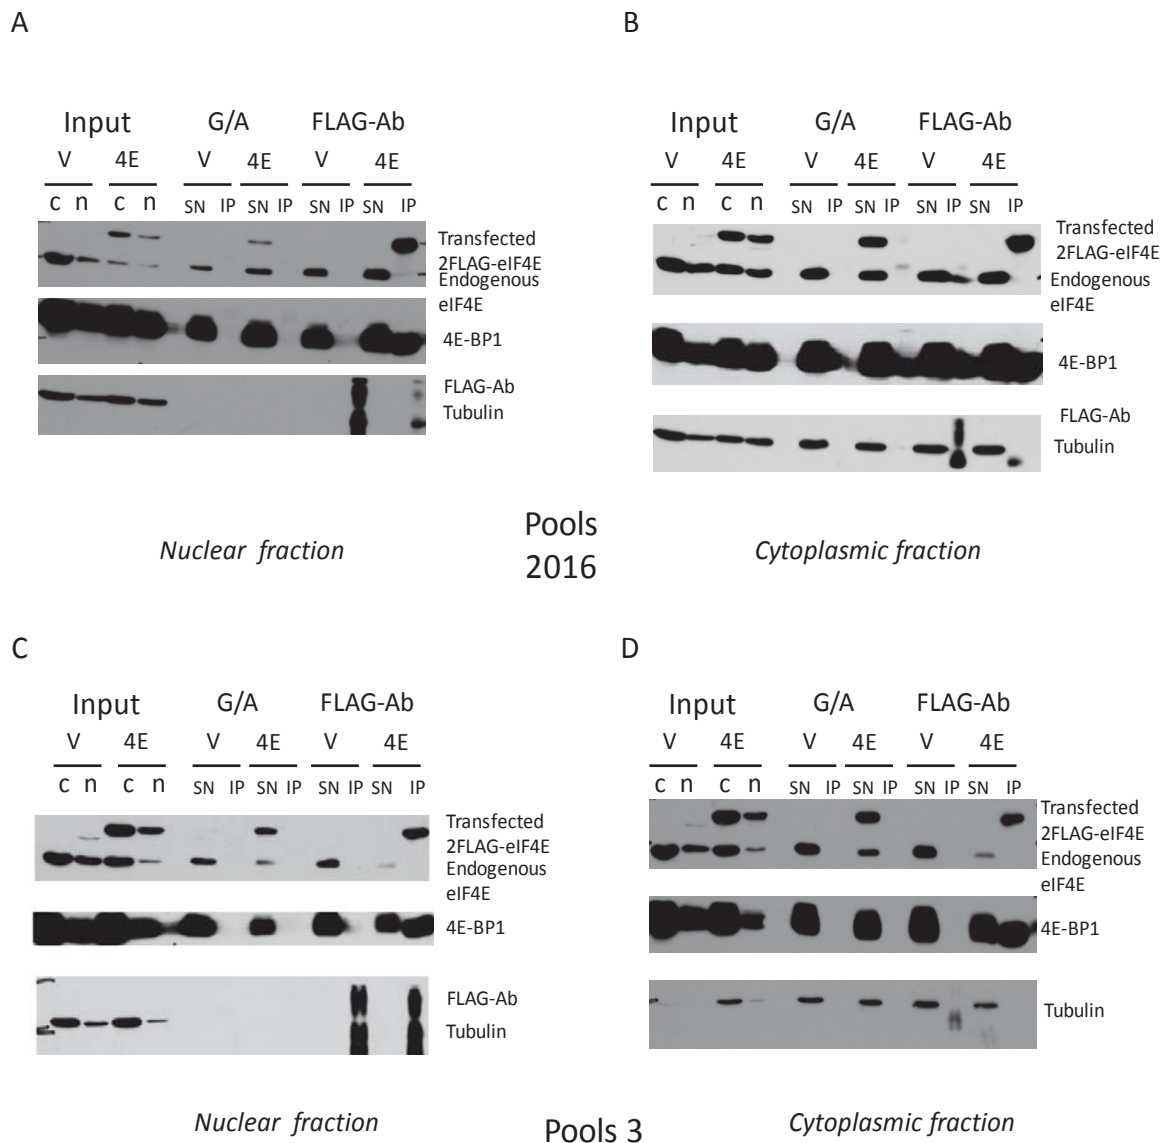 A
B
Input G/A FLAG-Ab
V 4E V 4E V 4E
c n c n SN IP SN IP SN IP SN IP
Transfected
2FLAG-eIF4E
Endogenous
eIF4E
4E-BP1
FLAG-Ab
Tubulin
Nuclear fraction
Input G/A FLAG-Ab
V 4E V 4E V 4E
c n c n SN IP SN IP SN IP SN IP
Transfected
2FLAG-eIF4E
Endogenous
eIF4E
4E-BP1
FLAG-Ab
Tubulin
Cytoplasmic fraction
Pools
2016
C
D
Input G/A FLAG-Ab
V 4E V 4E V 4E
c n c n SN IP SN IP SN IP SN IP
Transfected
2FLAG-eIF4E
Endogenous
eIF4E
4E-BP1
FLAG-Ab
Tubulin
Nuclear fraction
Input G/A FLAG-Ab
V 4E V 4E V 4E
c n c n SN IP SN IP SN IP SN IP
Transfected
2FLAG-eIF4E
Endogenous
eIF4E
4E-BP1
Tubulin
Cytoplasmic fraction
Pools 3